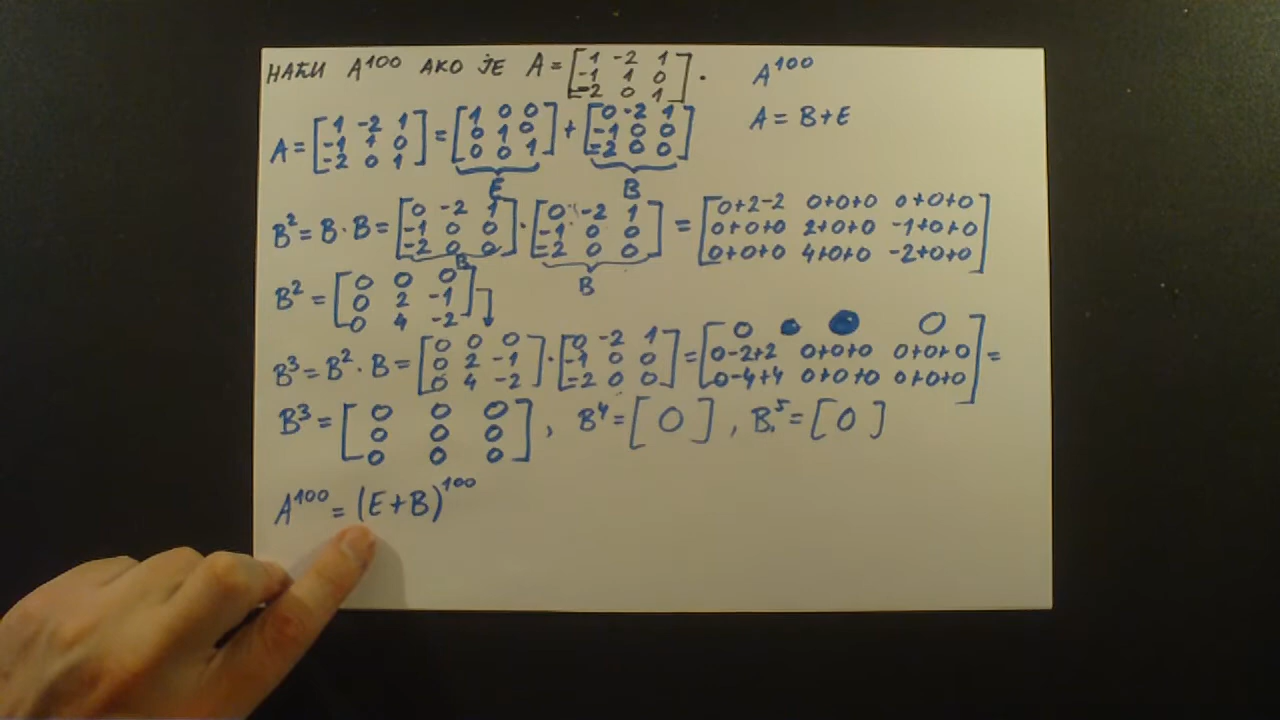 НАЋИ A¹⁰⁰ АКО ЈЕ A = [1 -2 1; -1 1 0; -2 0 1].
A¹⁰⁰
A = B + E
A = [1 -2 1; -1 1 0; -2 0 1] = [1 0 0; 0 1 0; 0 0 1] + [0 -2 1; -1 0 0; -2 0 0]
E B
B² = B · B = [0 -2 1; -1 0 0; -2 0 0] · [0 -2 1; -1 0 0; -2 0 0] = [0+2-2 0+0+0 0+0+0; 0+0+0 2+0+0 -1+0+0; 0+0+0 4+0+0 -2+0+0]
B B
B² = [0 0 0; 0 2 -1; 0 4 -2]
B³ = B² · B = [0 0 0; 0 2 -1; 0 4 -2] · [0 -2 1; -1 0 0; -2 0 0] = [0 0; 0-2+2 0+0+0 0+0+0; 0-4+4 0+0+0 0+0+0] =
B³ = [0 0 0; 0 0 0; 0 0 0], B⁴ = [0], B⁵ = [0]
A¹⁰⁰ = (E+B)¹⁰⁰